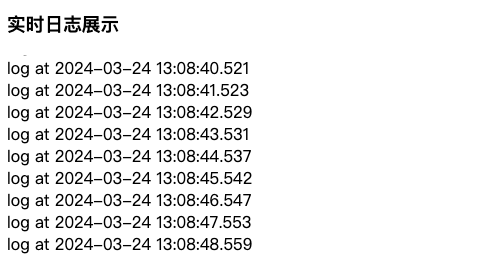 实时日志展示
log at 2024-03-24 13:08:40.521
log at 2024-03-24 13:08:41.523
log at 2024-03-24 13:08:42.529
log at 2024-03-24 13:08:43.531
log at 2024-03-24 13:08:44.537
log at 2024-03-24 13:08:45.542
log at 2024-03-24 13:08:46.547
log at 2024-03-24 13:08:47.553
log at 2024-03-24 13:08:48.559